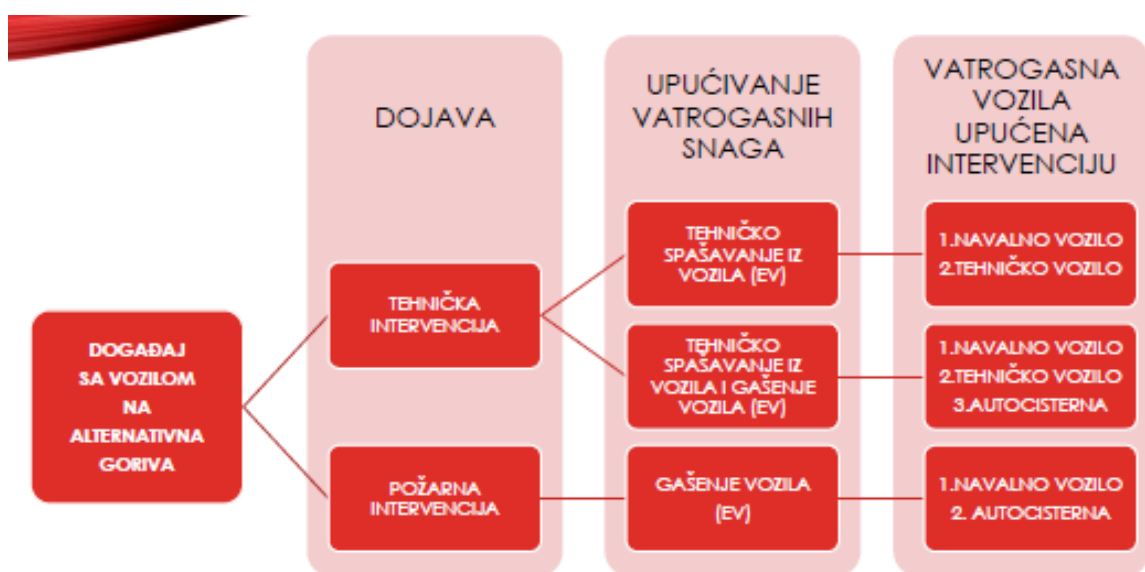 DOJAVA
UPUĆIVANJE
VATROGASNIH
SNAGA
VATROGASNA
VOZILA
UPUĆENA
INTERVENCIJU
DOGAĐAJ
SA VOZILOM
NA
ALTERNATIVNA
GORIVA
TEHNIČKA
INTERVENCIJA
POŽARNA
INTERVENCIJA
TEHNIČKO
SPAŠAVANJE IZ
VOZILA (EV)
TEHNIČKO
SPAŠAVANJE IZ
VOZILA I GAŠENJE
VOZILA (EV)
GAŠENJE VOZILA
(EV)
1.NAVALNO VOZILO
2.TEHNIČKO VOZILO
1.NAVALNO VOZILO
2.TEHNIČKO VOZILO
3.AUTOCISTERNA
1.NAVALNO VOZILO
2. AUTOCISTERNA